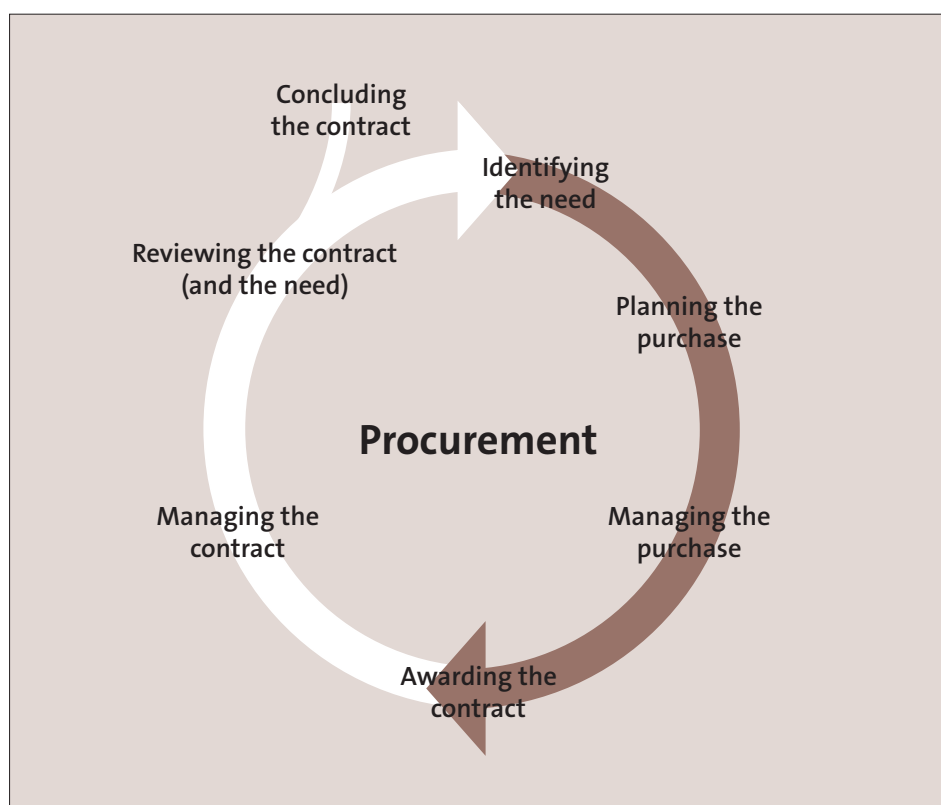 Concluding
the contract
Identifying
the need
Reviewing the contract
(and the need)
Planning the
purchase
Procurement
Managing the
contract
Managing the
purchase
Awarding the
contract